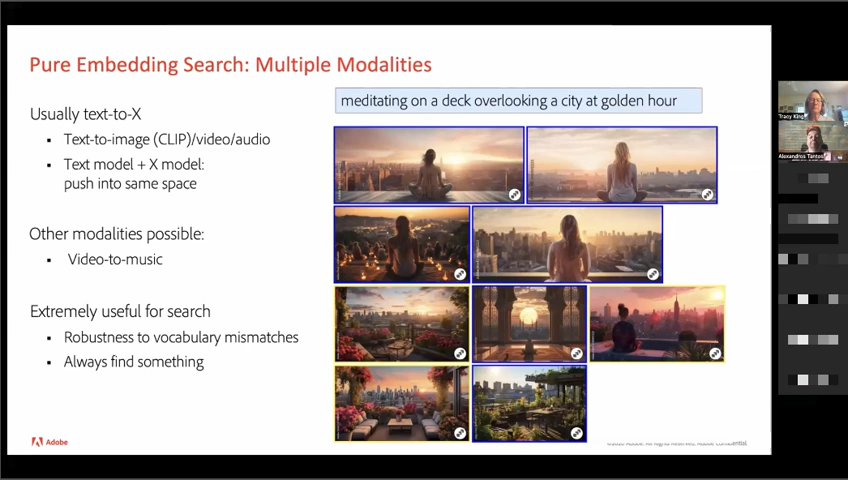 Pure Embedding Search: Multiple Modalities
Usually text-to-X
Text-to-image (CLIP)/video/audio
Text model + X model:
push into same space
Other modalities possible:
Video-to-music
Extremely useful for search
Robustness to vocabulary mismatches
Always find something
meditating on a deck overlooking a city at golden hour
Adobe
Tracy King
Alexandros Tantos